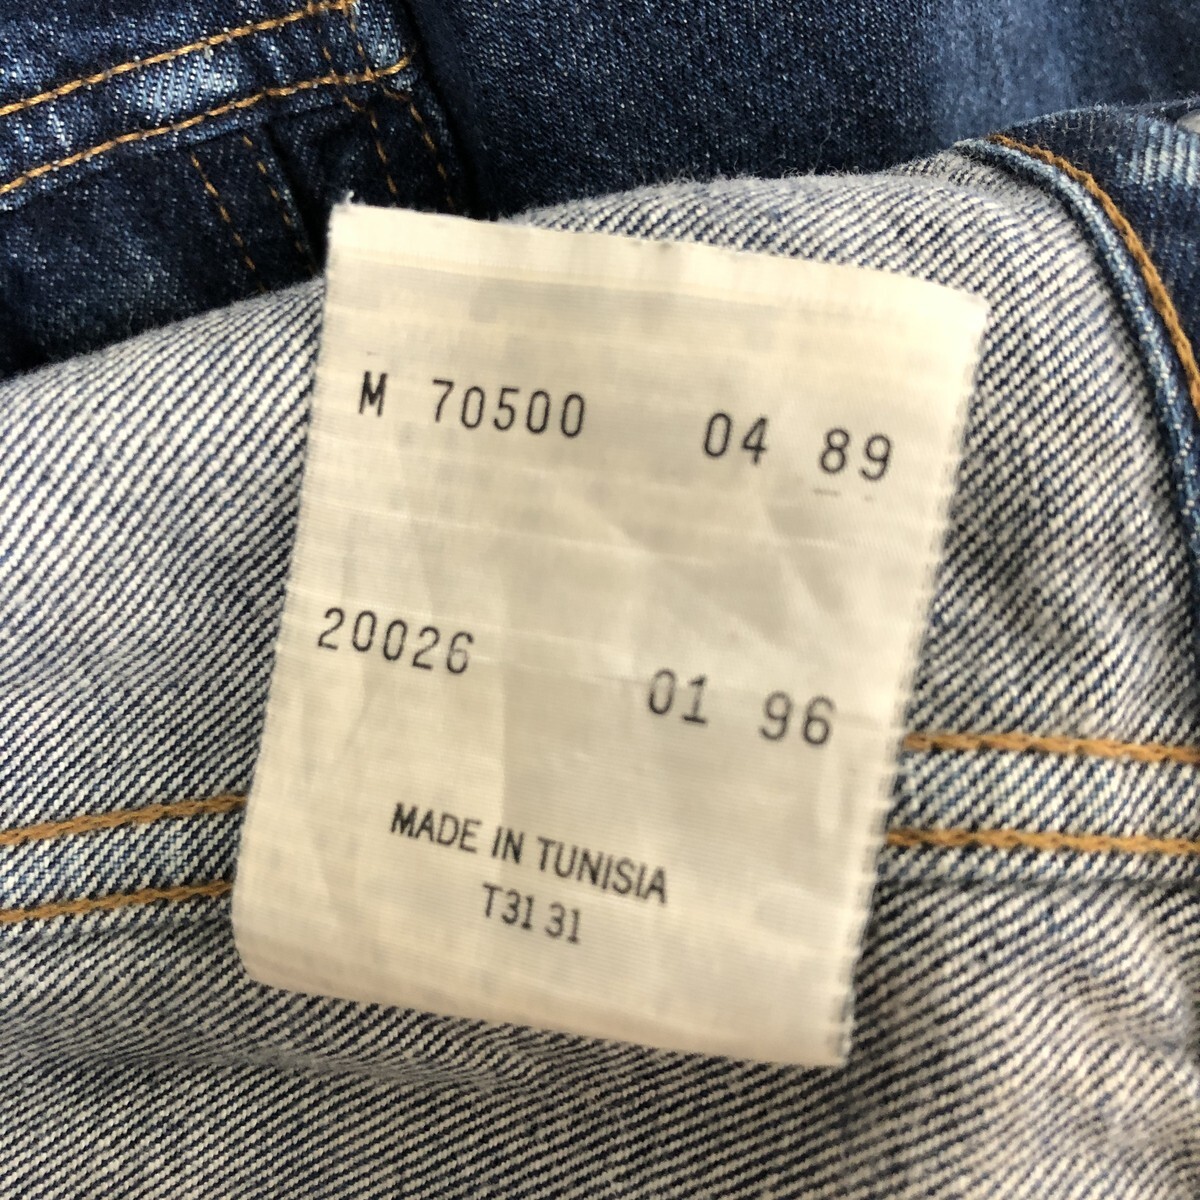 M 70500 04 89
20026 01 96
MADE IN TUNISIA
T31 31